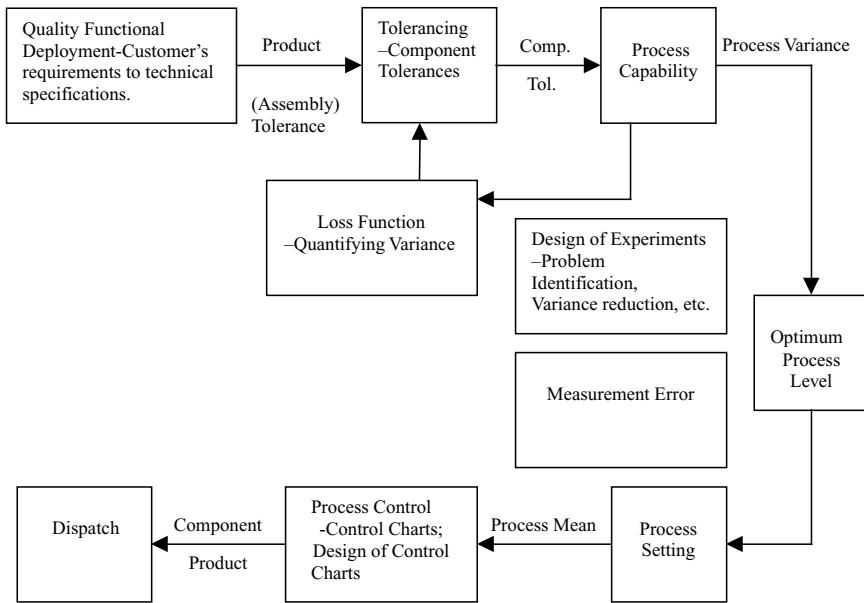 Quality Functional
Deployment-Customer's
requirements to technical
specifications.
Product
(Assembly)
Tolerance
Tolerancing
–Component
Tolerances
Comp.
Tol.
Process
Capability
Process Variance
Loss Function
–Quantifying Variance
Design of Experiments
–Problem
Identification,
Variance reduction, etc.
Optimum
Process
Level
Measurement Error
Dispatch
Component
Product
Process Control
-Control Charts;
Design of Control
Charts
Process Mean
Process
Setting